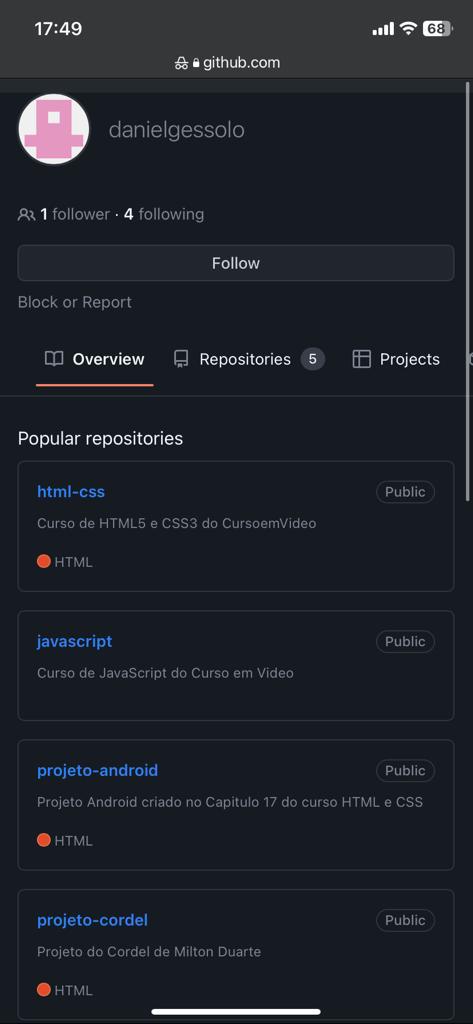 17:49
68
github.com
danielgessolo
1 follower · 4 following
Follow
Block or Report
Overview
Repositories 5
Projects
Popular repositories
html-css
Public
Curso de HTML5 e CSS3 do CursoemVideo
HTML
javascript
Public
Curso de JavaScript do Curso em Video
projeto-android
Public
Projeto Android criado no Capitulo 17 do curso HTML e CSS
HTML
projeto-cordel
Public
Projeto do Cordel de Milton Duarte
HTML